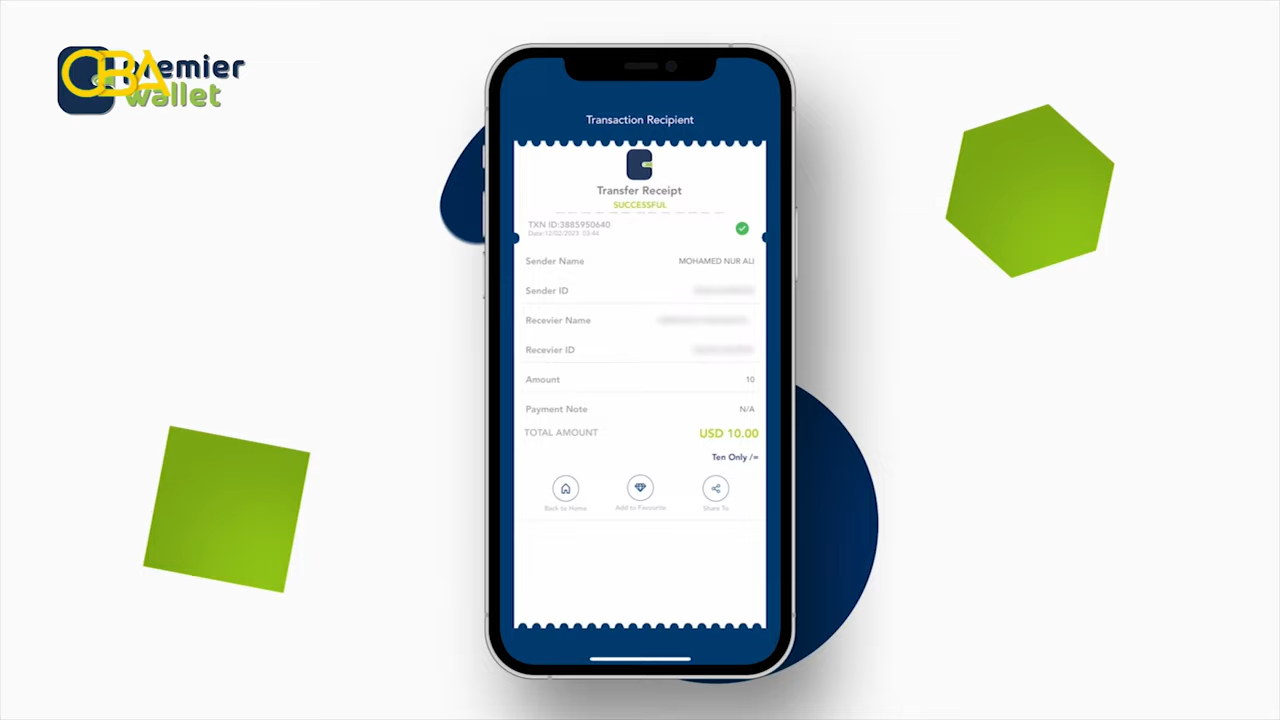 CBA
premier
wallet
Transaction Recipient
Transfer Receipt
SUCCESSFUL
TXN ID:3885950640
Date:12/02/2023 03:44
Sender Name MOHAMED NUR ALI
Sender ID
Recevier Name
Recevier ID
Amount 10
Payment Note N/A
TOTAL AMOUNT USD 10.00
Ten Only /=
Back to Home Add to Favourite Share To